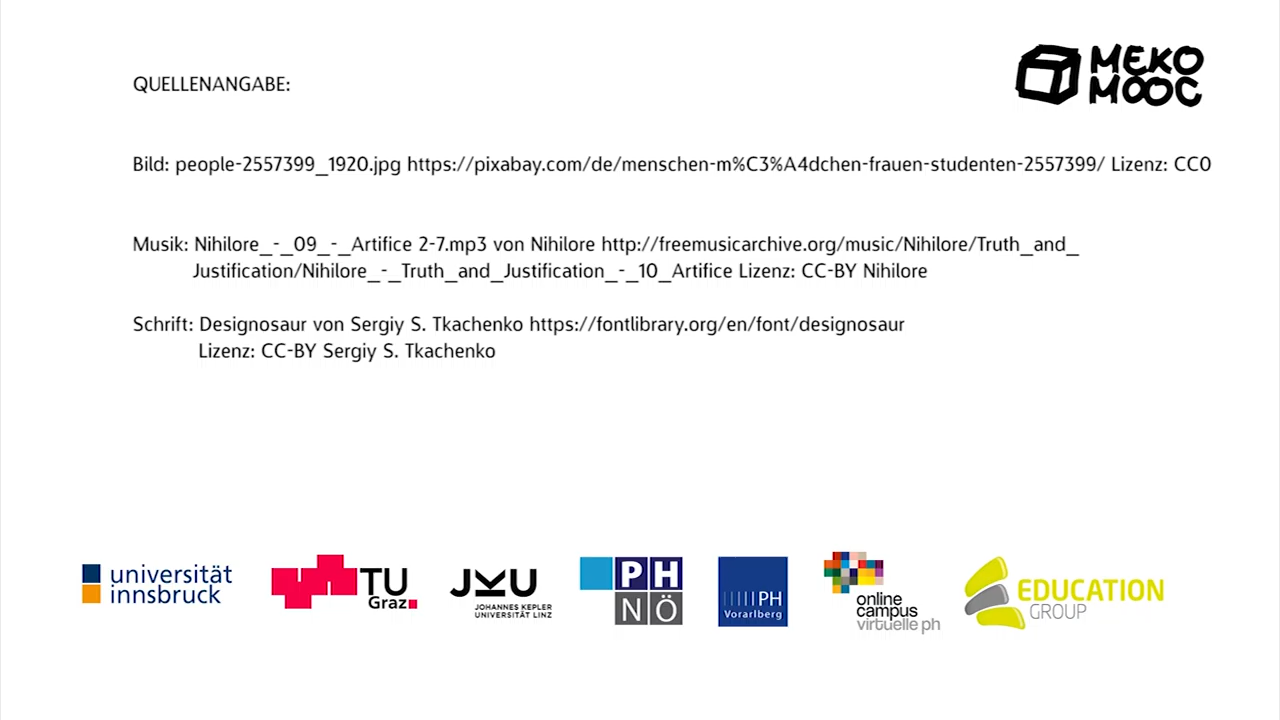 MEKO
MOOC
QUELLENANGABE:
Bild: people-2557399_1920.jpg https://pixabay.com/de/menschen-m%C3%A4dchen-frauen-studenten-2557399/ Lizenz: CC0
Musik: Nihilore_-_09_-_Artifice 2-7.mp3 von Nihilore http://freemusicarchive.org/music/Nihilore/Truth_and_
Justification/Nihilore_-_Truth_and_Justification_-_10_Artifice Lizenz: CC-BY Nihilore
Schrift: Designosaur von Sergiy S. Tkachenko https://fontlibrary.org/en/font/designosaur
Lizenz: CC-BY Sergiy S. Tkachenko
universität
innsbruck
TU
Graz
JKU
JOHANNES KEPLER
UNIVERSITÄT LINZ
PH
NÖ
PH
Vorarlberg
online
campus
virtuelle ph
EDUCATION
GROUP